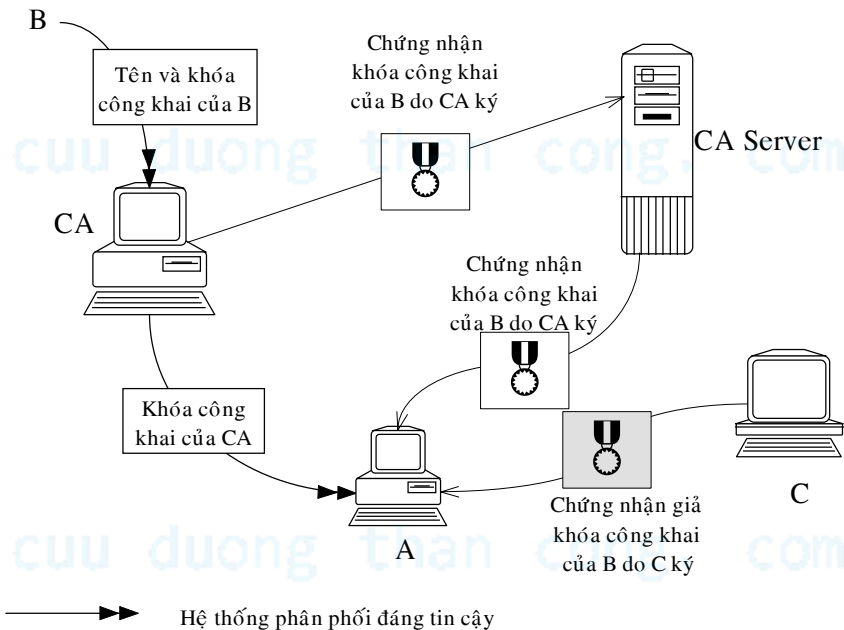 B
Tên và khóa
công khai của B
Chứng nhận
khóa công khai
của B do CA ký
CA Server
cuu duong than cong. com
CA
Chứng nhận
khóa công khai
của B do CA ký
Khóa công
khai của CA
A
C
Chứng nhận giả
khóa công khai
của B do C ký
cuu duong than cong. com
Hệ thống phân phối đáng tin cậy